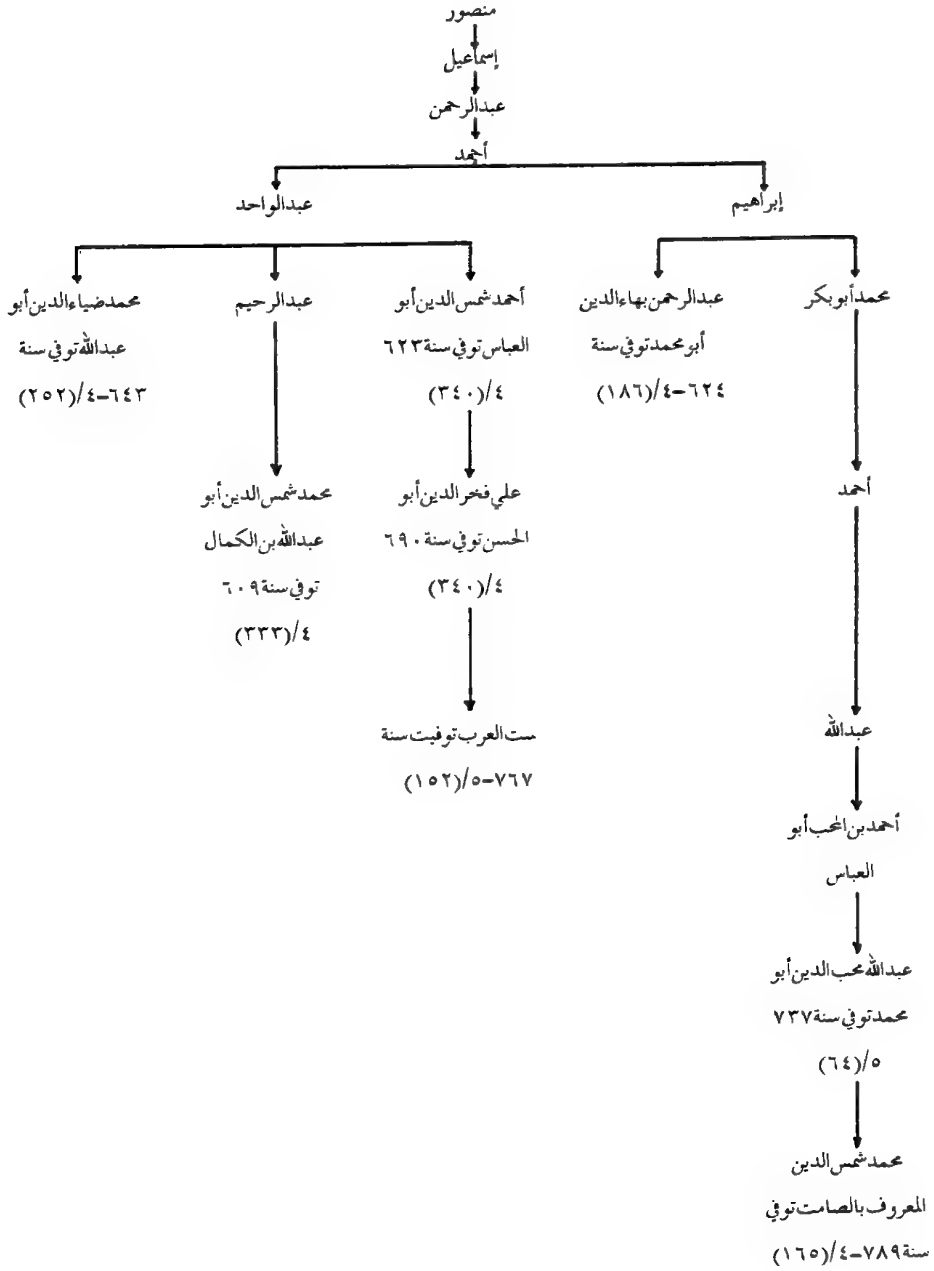 منصور
إسماعيل
عبدالرحمن
أحمد
إبراهيم
عبدالواحد
محمد أبو بكر
عبدالرحمن بهاء الدين
أبو محمد توفي سنة
٦٢٤-٤/(١٨٦)
أحمد شمس الدين أبو
العباس توفي سنة ٦٢٣
٤/(٣٤٠)
عبدالرحيم
محمد ضياء الدين أبو
عبدالله توفي سنة
٦٤٣-٤/(٢٥٢)
أحمد
علي فخر الدين أبو
الحسن توفي سنة ٦٩٠
٤/(٣٤٠)
محمد شمس الدين أبو
عبدالله بن الكمال
توفي سنة ٦٠٩
٤/(٣٣٣)
عبدالله
ست العرب توفيت سنة
٧٦٧-٥/(١٥٢)
أحمد بن المحب أبو
العباس
عبدالله محب الدين أبو
محمد توفي سنة ٧٣٧
٥/(٦٤)
محمد شمس الدين
المعروف بالصامت توفي
سنة ٧٨٩-٤/(١٦٥)